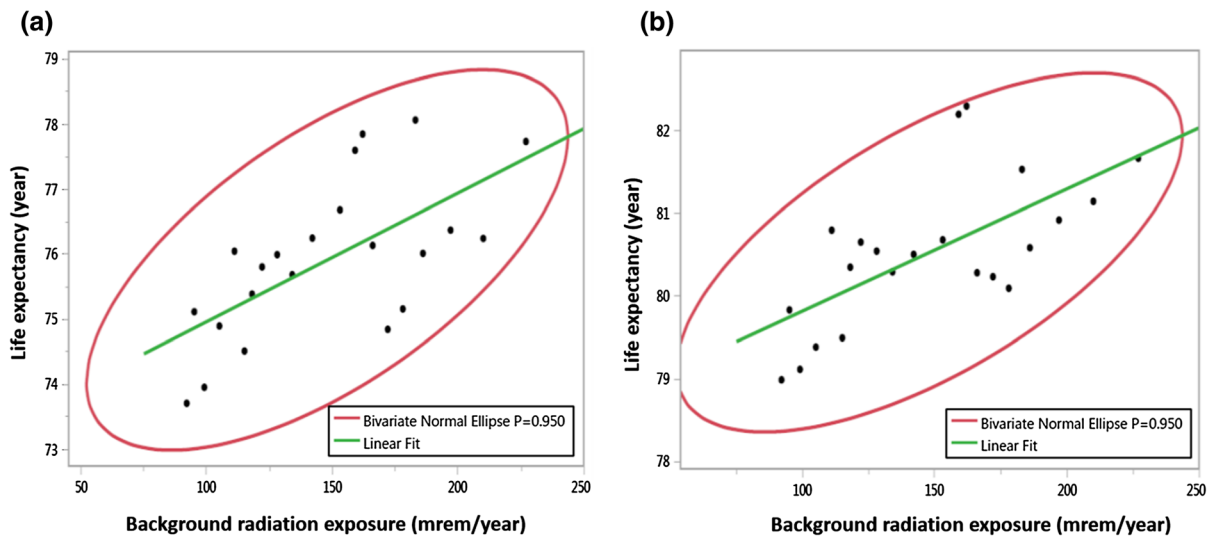 (a)
79
78
77
76
75
74
73
Life expectancy (year)
50
100
150
200
250
Background radiation exposure (mrem/year)
Bivariate Normal Ellipse P=0.950
Linear Fit
(b)
82
81
80
79
78
Life expectancy (year)
100
150
200
250
Background radiation exposure (mrem/year)
Bivariate Normal Ellipse P=0.950
Linear Fit